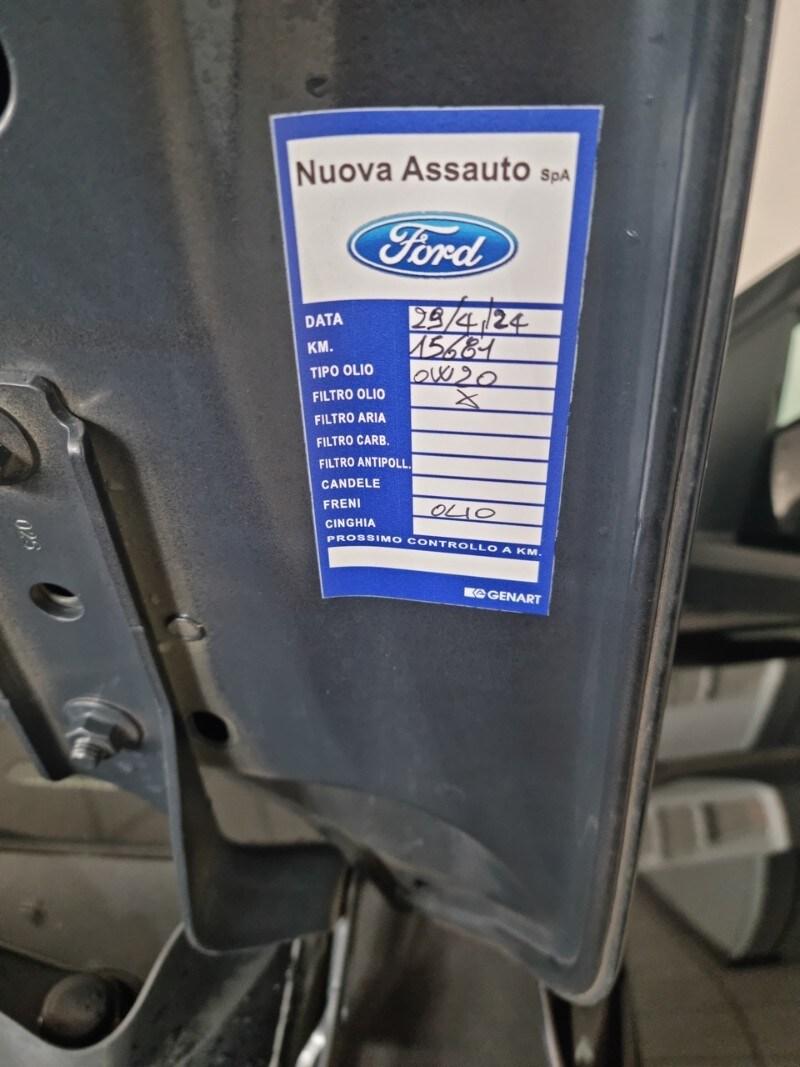 Nuova Assauto SpA
Ford
DATA 29/4/24
KM. 15681
TIPO OLIO 0W20
FILTRO OLIO X
FILTRO ARIA
FILTRO CARB.
FILTRO ANTIPOLL.
CANDELE
FRENI OLIO
CINGHIA
PROSSIMO CONTROLLO A KM.
GENART
025